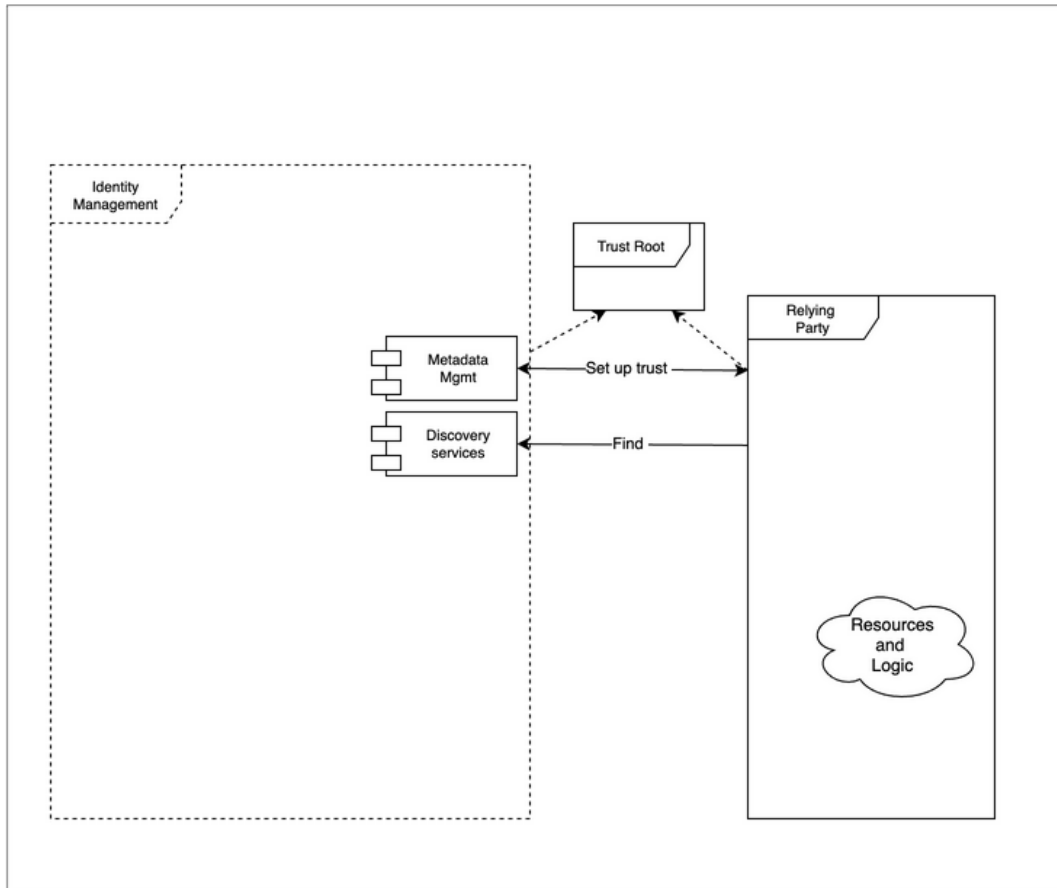 Identity
Management
Trust Root
Relying
Party
Metadata
Mgmt
Set up trust
Discovery
services
Find
Resources
and
Logic